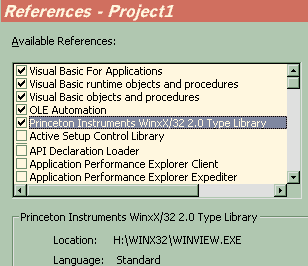 References - Project1
Available References:
Visual Basic For Applications
Visual Basic runtime objects and procedures
Visual Basic objects and procedures
OLE Automation
Princeton Instruments WinxX/32 2.0 Type Library
Active Setup Control Library
API Declaration Loader
Application Performance Explorer Client
Application Performance Explorer Expediter
Princeton Instruments WinxX/32 2.0 Type Library
Location: H:\WINX32\WINVIEW.EXE
Language: Standard